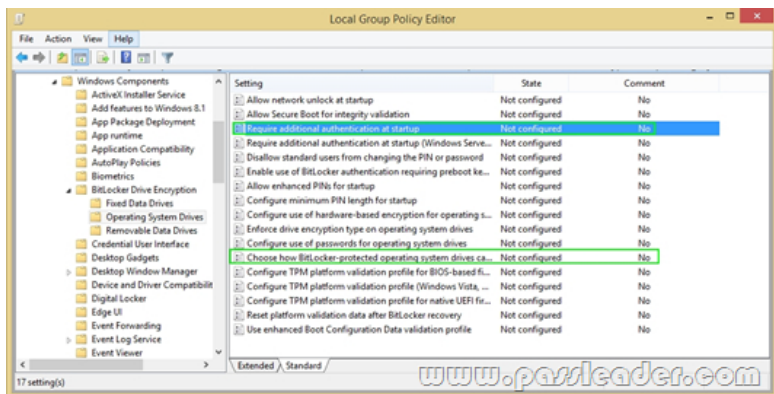 Local Group Policy Editor
File Action View Help
Windows Components
ActiveX Installer Service
Add features to Windows 8.1
App Package Deployment
App runtime
Application Compatibility
AutoPlay Policies
Biometrics
BitLocker Drive Encryption
Fixed Data Drives
Operating System Drives
Removable Data Drives
Credential User Interface
Desktop Gadgets
Desktop Window Manager
Device and Driver Compatibilit
Digital Locker
Edge UI
Event Forwarding
Event Log Service
Event Viewer
Setting State Comment
Allow network unlock at startup Not configured No
Allow Secure Boot for integrity validation Not configured No
Require additional authentication at startup Not configured No
Require additional authentication at startup (Windows Serve... Not configured No
Disallow standard users from changing the PIN or password Not configured No
Enable use of BitLocker authentication requiring preboot ke... Not configured No
Allow enhanced PINs for startup Not configured No
Configure minimum PIN length for startup Not configured No
Configure use of hardware-based encryption for operating s... Not configured No
Enforce drive encryption type on operating system drives Not configured No
Configure use of passwords for operating system drives Not configured No
Choose how BitLocker-protected operating system drives ca... Not configured No
Configure TPM platform validation profile for BIOS-based fi... Not configured No
Configure TPM platform validation profile (Windows Vista, ... Not configured No
Configure TPM platform validation profile for native UEFI fir... Not configured No
Reset platform validation data after BitLocker recovery Not configured No
Use enhanced Boot Configuration Data validation profile Not configured No
Extended Standard
17 setting(s)
www.passleader.com